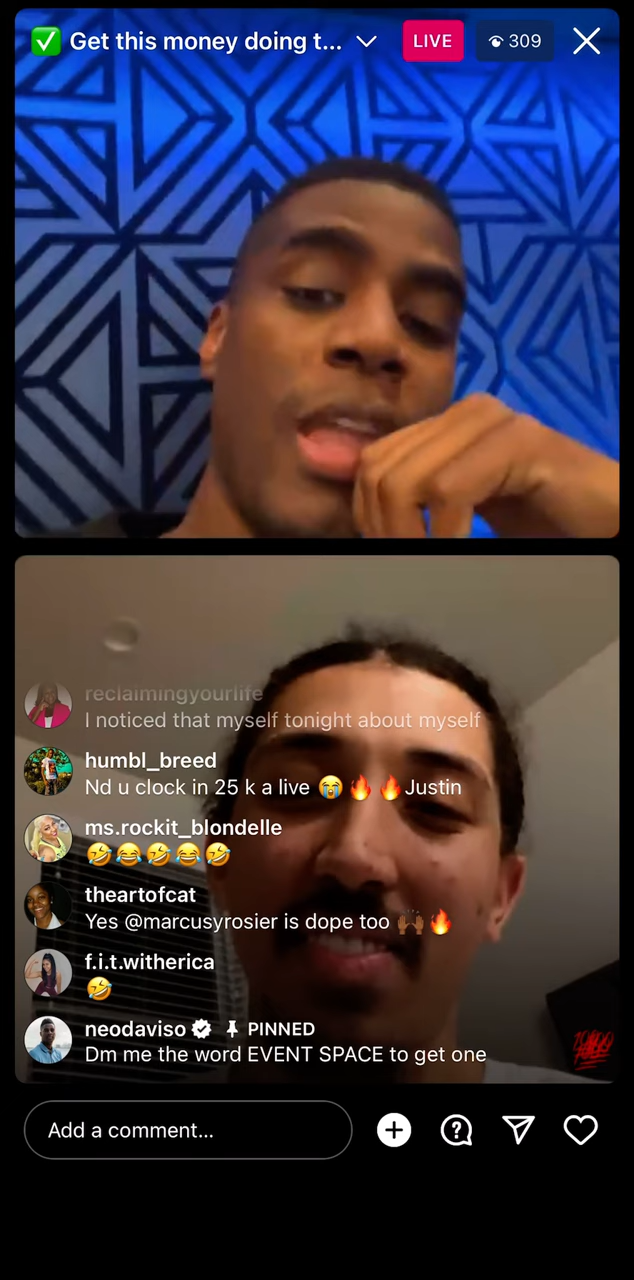 ✅ Get this money doing t...
LIVE
309
reclaimingyourlife
I noticed that myself tonight about myself
humbl_breed
Nd u clock in 25 k a live 😭🔥🔥Justin
ms.rockit_blondelle
🤣😂🤣😂🤣
theartofcat
Yes @marcusyrosier is dope too 🙌🏾🔥
f.i.t.witherica
🤣
neodaviso PINNED
Dm me the word EVENT SPACE to get one
Add a comment...